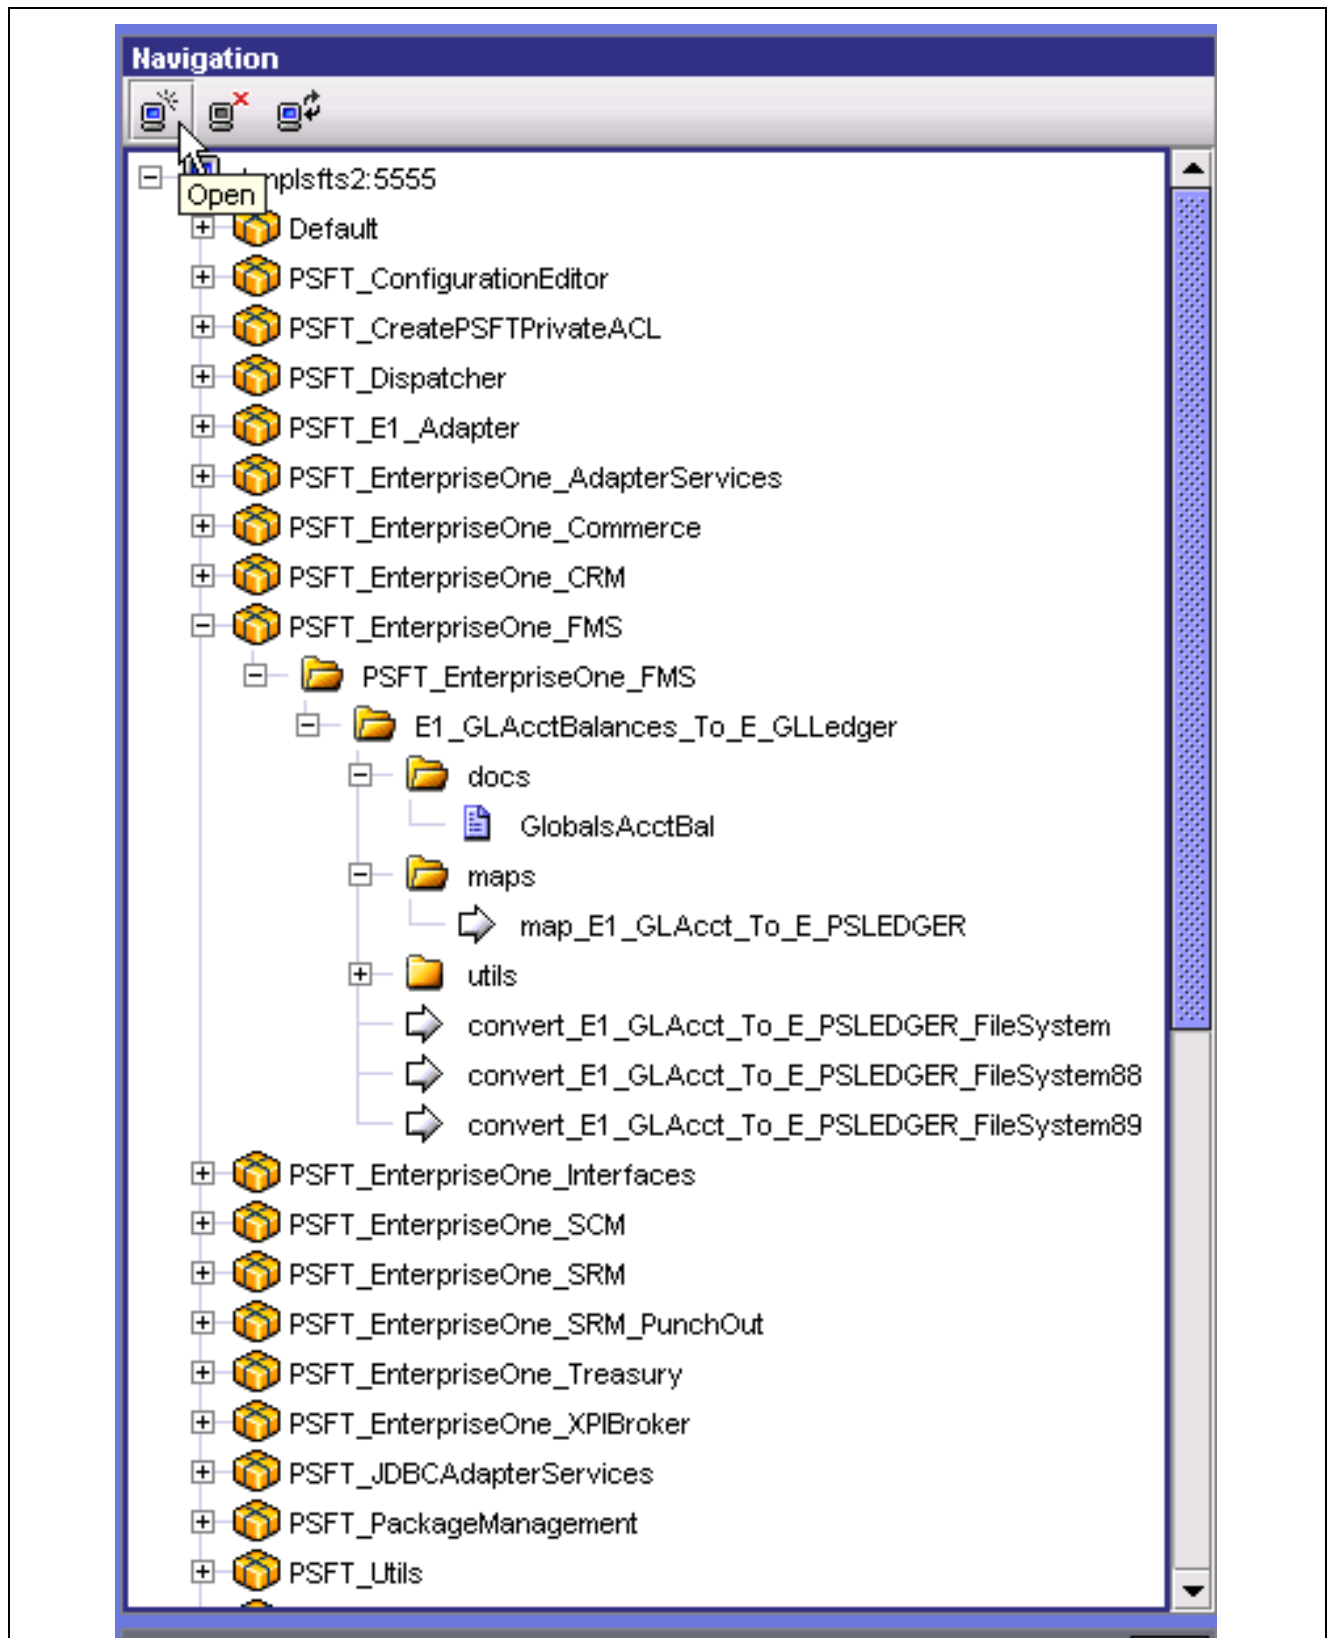 Navigation
mplsfts2:5555
Open
Default
PSFT_ConfigurationEditor
PSFT_CreatePSFTPrivateACL
PSFT_Dispatcher
PSFT_E1_Adapter
PSFT_EnterpriseOne_AdapterServices
PSFT_EnterpriseOne_Commerce
PSFT_EnterpriseOne_CRM
PSFT_EnterpriseOne_FMS
PSFT_EnterpriseOne_FMS
E1_GLAcctBalances_To_E_GLLedger
docs
GlobalsAcctBal
maps
map_E1_GLAcct_To_E_PSLEDGER
utils
convert_E1_GLAcct_To_E_PSLEDGER_FileSystem
convert_E1_GLAcct_To_E_PSLEDGER_FileSystem88
convert_E1_GLAcct_To_E_PSLEDGER_FileSystem89
PSFT_EnterpriseOne_Interfaces
PSFT_EnterpriseOne_SCM
PSFT_EnterpriseOne_SRM
PSFT_EnterpriseOne_SRM_PunchOut
PSFT_EnterpriseOne_Treasury
PSFT_EnterpriseOne_XPIBroker
PSFT_JDBCAdapterServices
PSFT_PackageManagement
PSFT_Utils